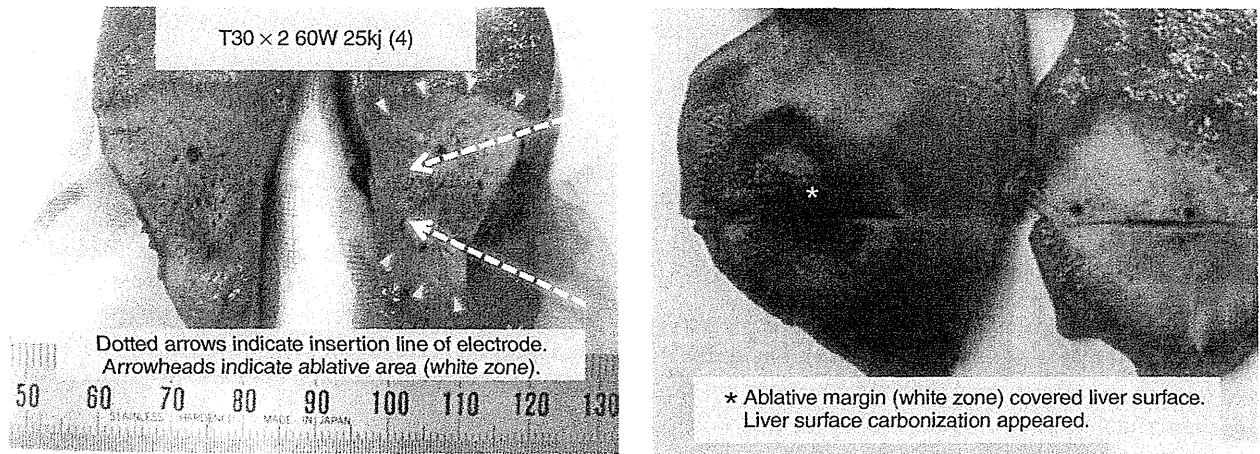 T30 × 2 60W 25kj (4)
Dotted arrows indicate insertion line of electrode.
Arrowheads indicate ablative area (white zone).
50 60 70 80 90 100 110 120 130
STAINLESS HARDENED MADE IN JAPAN
* Ablative margin (white zone) covered liver surface.
Liver surface carbonization appeared.